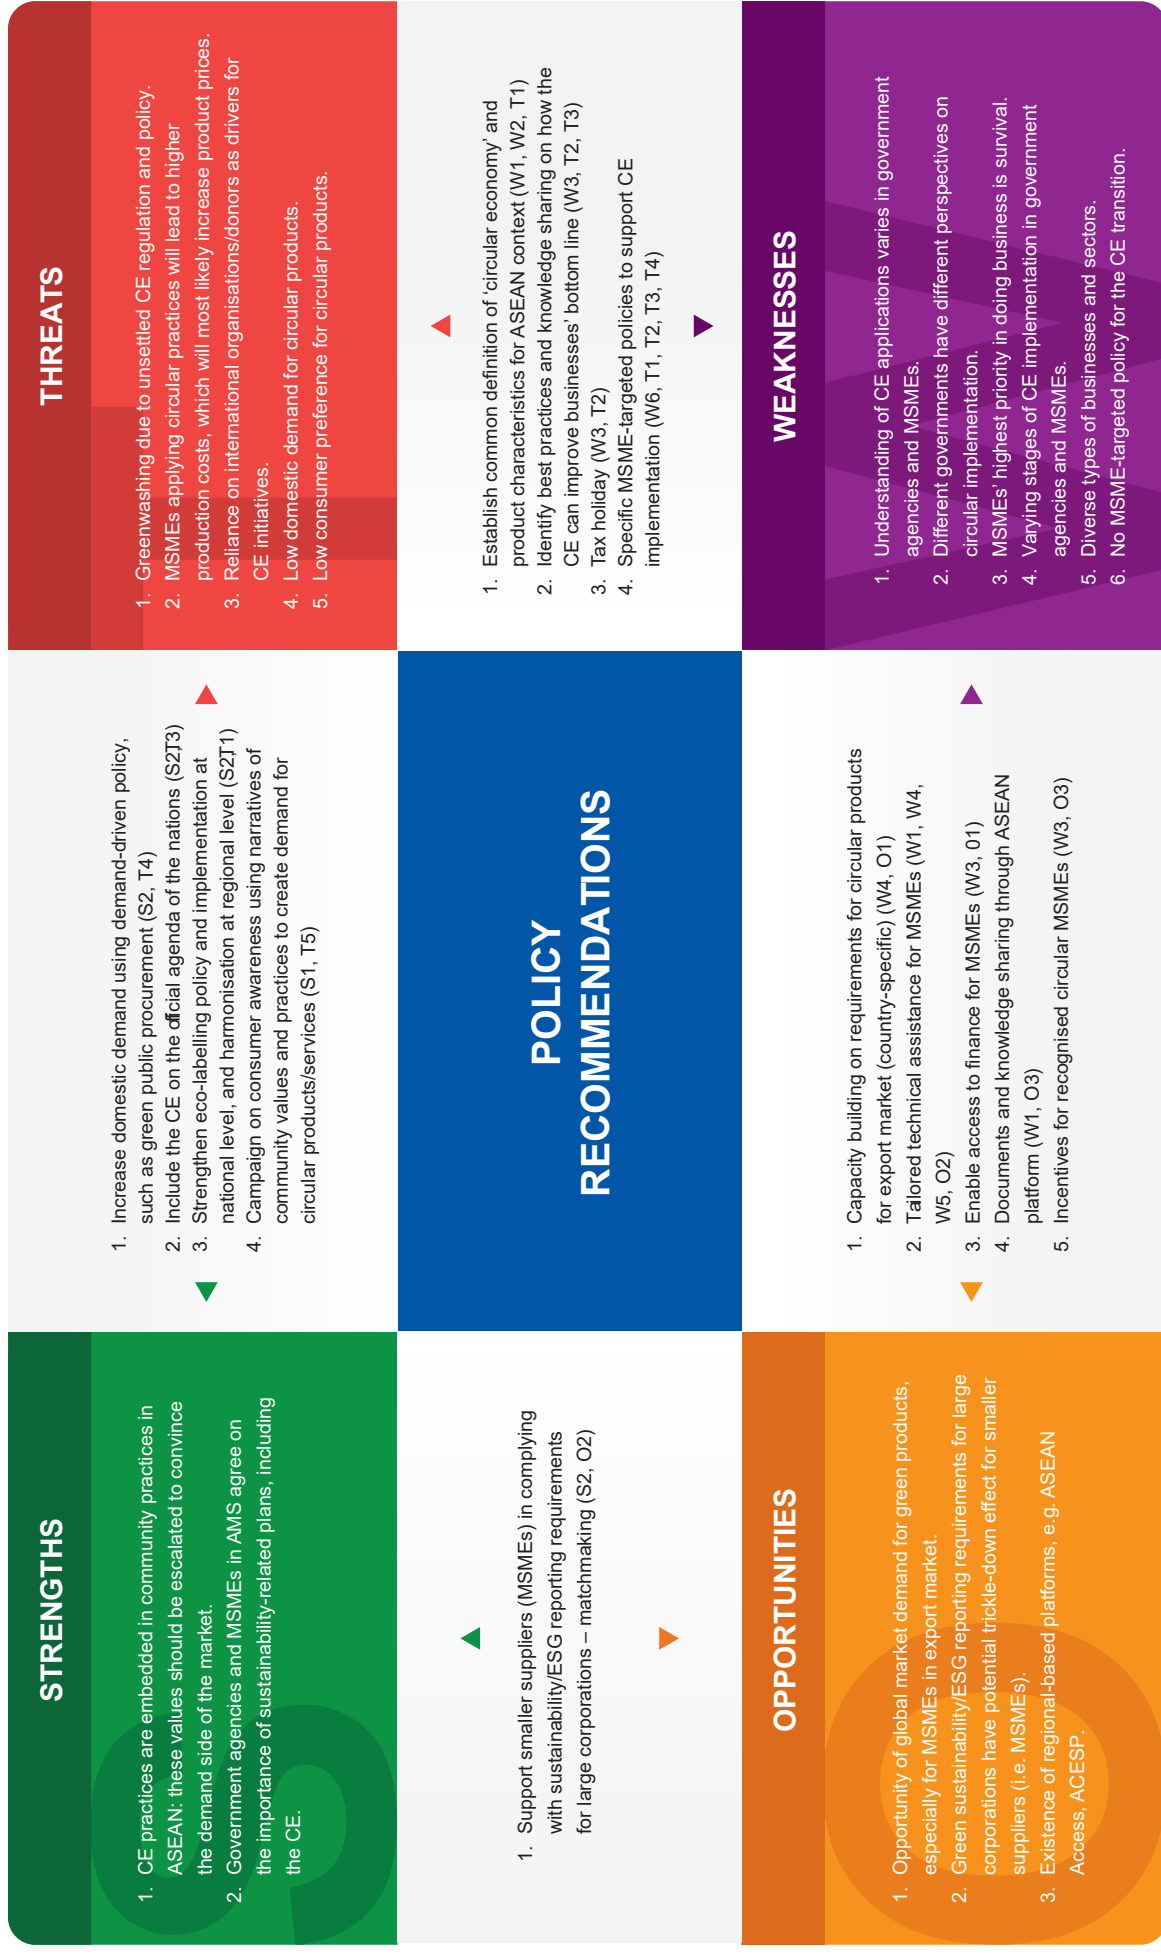 STRENGTHS
1. CE practices are embedded in community practices in
ASEAN: these values should be escalated to convince
the demand side of the market.
2. Government agencies and MSMEs in AMS agree on
the importance of sustainability-related plans, including
the CE.
1. Increase domestic demand using demand-driven policy,
such as green public procurement (S2, T4)
2. Include the CE on the official agenda of the nations (S2,T3)
3. Strengthen eco-labelling policy and implementation at
national level, and harmonisation at regional level (S2,T1)
4. Campaign on consumer awareness using narratives of
community values and practices to create demand for
circular products/services (S1, T5)
THREATS
1. Greenwashing due to unsettled CE regulation and policy.
2. MSMEs applying circular practices will lead to higher
production costs, which will most likely increase product prices.
3. Reliance on international organisations/donors as drivers for
CE initiatives.
4. Low domestic demand for circular products.
5. Low consumer preference for circular products.
1. Support smaller suppliers (MSMEs) in complying
with sustainability/ESG reporting requirements
for large corporations – matchmaking (S2, O2)
POLICY
RECOMMENDATIONS
1. Establish common definition of ‘circular economy’ and
product characteristics for ASEAN context (W1, W2, T1)
2. Identify best practices and knowledge sharing on how the
CE can improve businesses’ bottom line (W3, T2, T3)
3. Tax holiday (W3, T2)
4. Specific MSME-targeted policies to support CE
implementation (W6, T1, T2, T3, T4)
OPPORTUNITIES
1. Opportunity of global market demand for green products,
especially for MSMEs in export market.
2. Green sustainability/ESG reporting requirements for large
corporations have potential trickle-down effect for smaller
suppliers (i.e. MSMEs).
3. Existence of regional-based platforms, e.g. ASEAN
Access, ACESP.
1. Capacity building on requirements for circular products
for export market (country-specific) (W4, O1)
2. Tailored technical assistance for MSMEs (W1, W4,
W5, O2)
3. Enable access to finance for MSMEs (W3, 01)
4. Documents and knowledge sharing through ASEAN
platform (W1, O3)
5. Incentives for recognised circular MSMEs (W3, O3)
WEAKNESSES
1. Understanding of CE applications varies in government
agencies and MSMEs.
2. Different governments have different perspectives on
circular implementation.
3. MSMEs’ highest priority in doing business is survival.
4. Varying stages of CE implementation in government
agencies and MSMEs.
5. Diverse types of businesses and sectors.
6. No MSME-targeted policy for the CE transition.